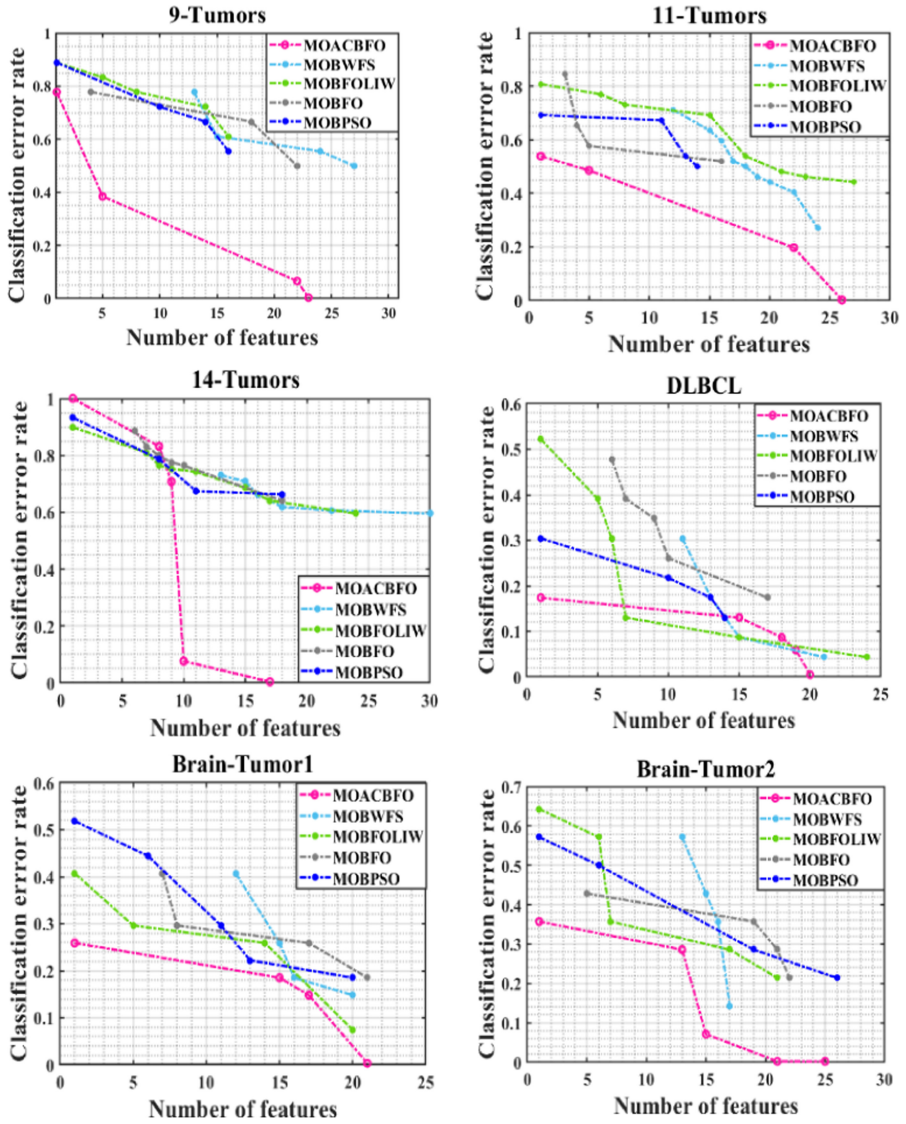 9-Tumors
Classification errror rate
1
0.8
0.6
0.4
0.2
0
5
10
15
20
25
30
Number of features
MOACBFO
MOBWFS
MOBFOLIW
MOBFO
MOBPSO
11-Tumors
Classification errror rate
1
0.8
0.6
0.4
0.2
0
0
5
10
15
20
25
30
Number of features
MOACBFO
MOBWFS
MOBFOLIW
MOBFO
MOBPSO
14-Tumors
Classification errror rate
1
0.8
0.6
0.4
0.2
0
0
5
10
15
20
25
30
Number of features
MOACBFO
MOBWFS
MOBFOLIW
MOBFO
MOBPSO
DLBCL
Classification errror rate
0.6
0.5
0.4
0.3
0.2
0.1
0
0
5
10
15
20
25
Number of features
MOACBFO
MOBWFS
MOBFOLIW
MOBFO
MOBPSO
Brain-Tumor1
Classification errror rate
0.6
0.5
0.4
0.3
0.2
0.1
0
0
5
10
15
20
25
Number of features
MOACBFO
MOBWFS
MOBFOLIW
MOBFO
MOBPSO
Brain-Tumor2
Classification errror rate
0.7
0.6
0.5
0.4
0.3
0.2
0.1
0
0
5
10
15
20
25
30
Number of features
MOACBFO
MOBWFS
MOBFOLIW
MOBFO
MOBPSO